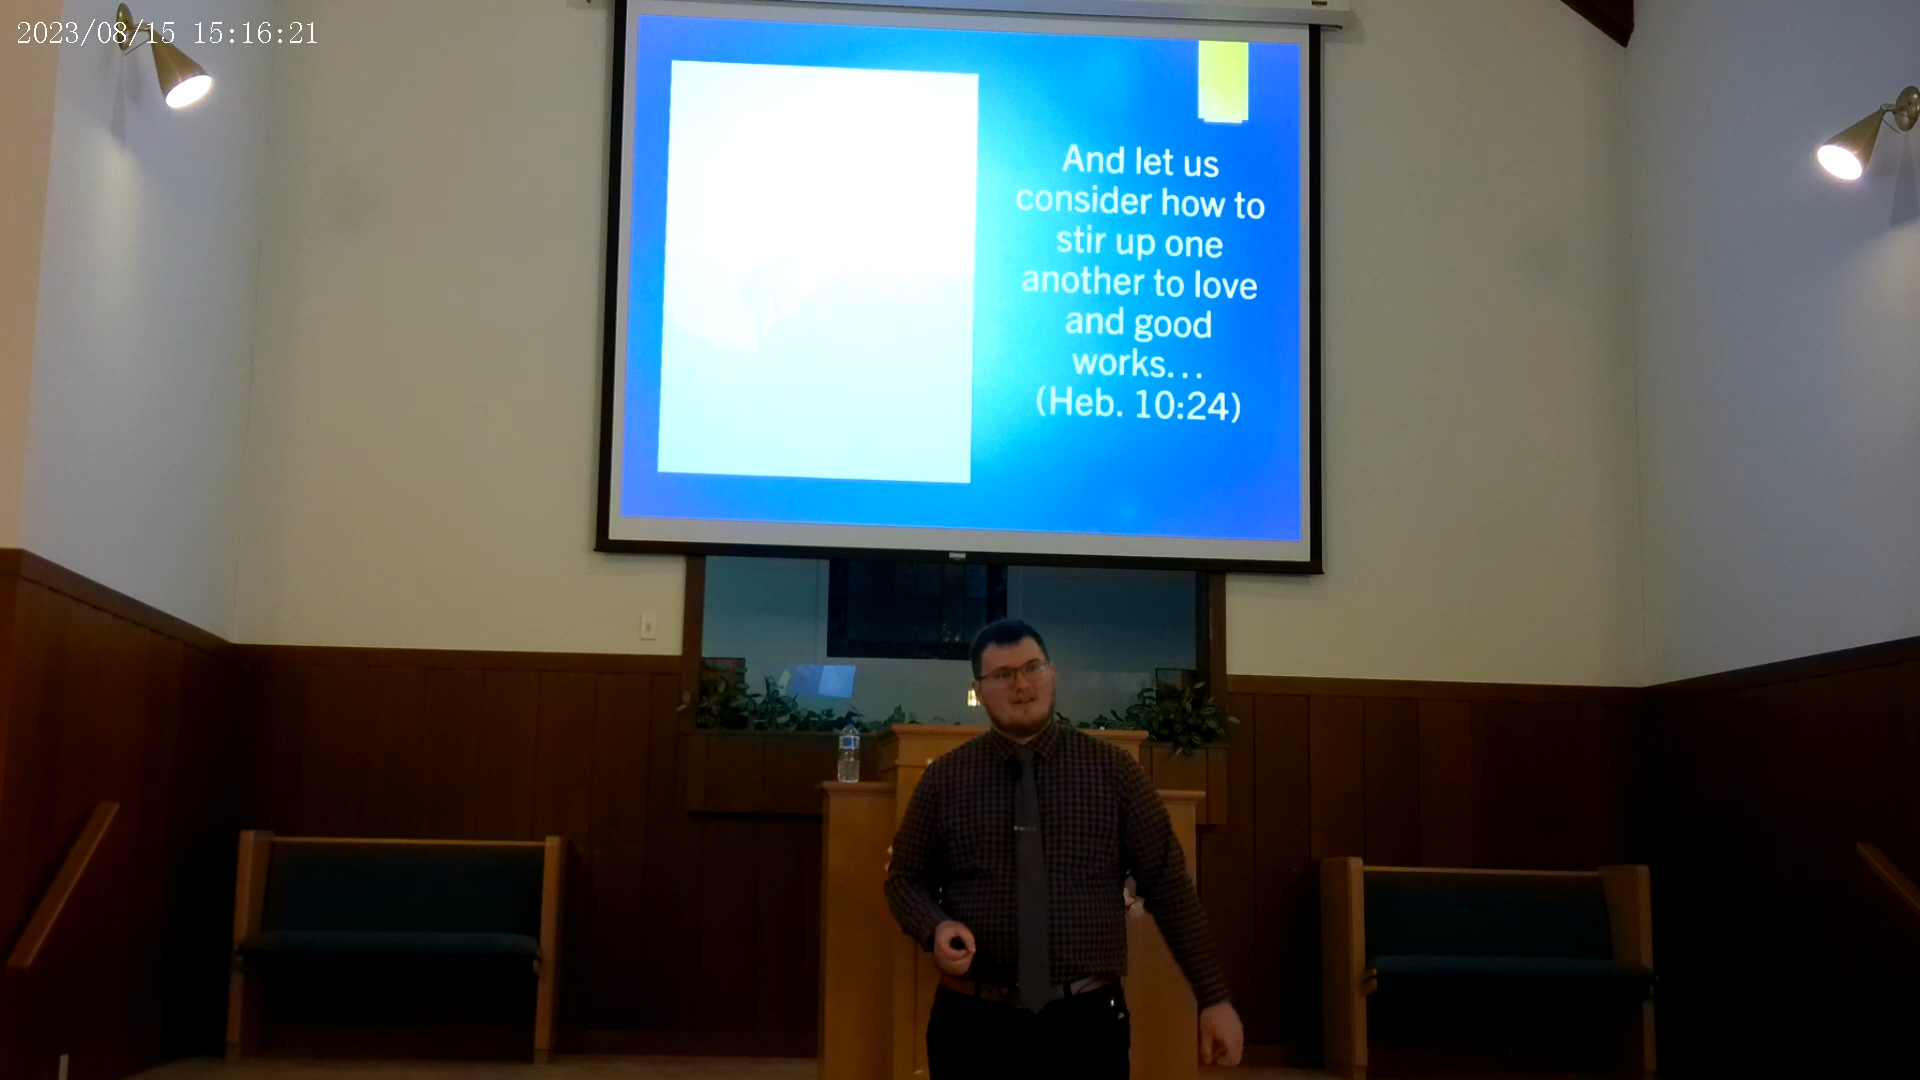 2023/08/15 15:16:21
And let us
consider how to
stir up one
another to love
and good
works...
(Heb. 10:24)